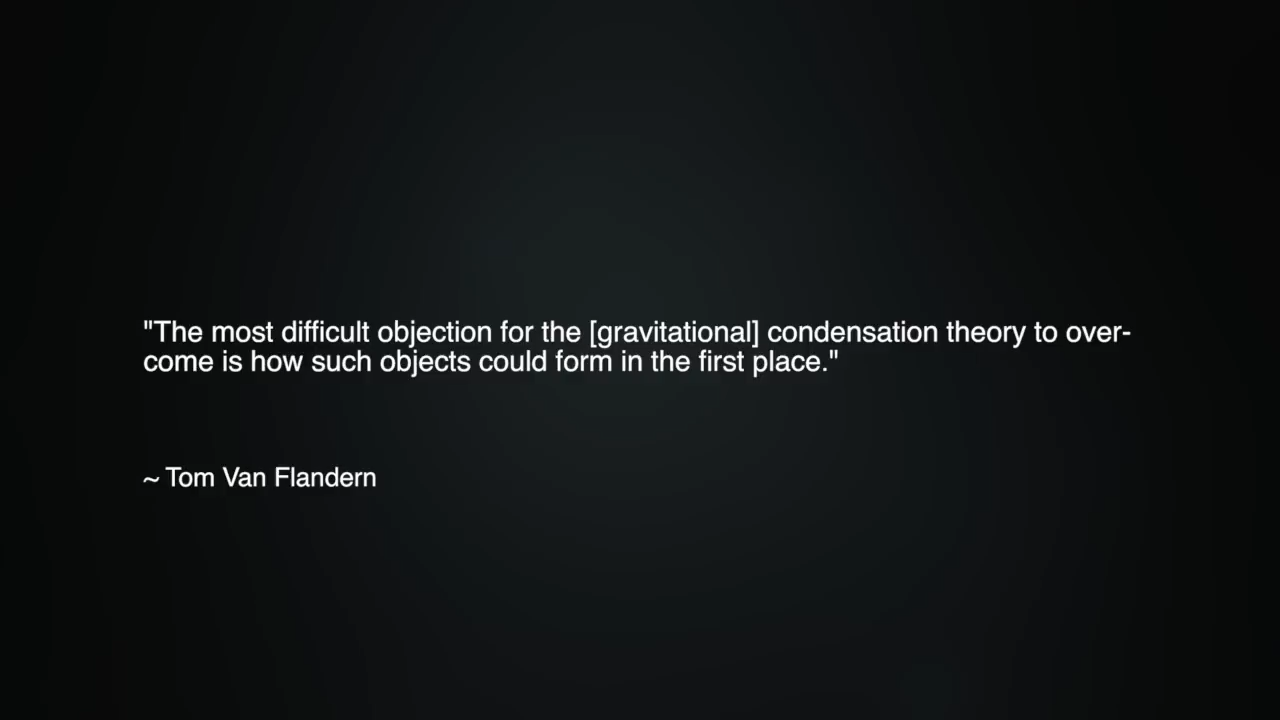 "The most difficult objection for the [gravitational] condensation theory to over-
come is how such objects could form in the first place."
~ Tom Van Flandern